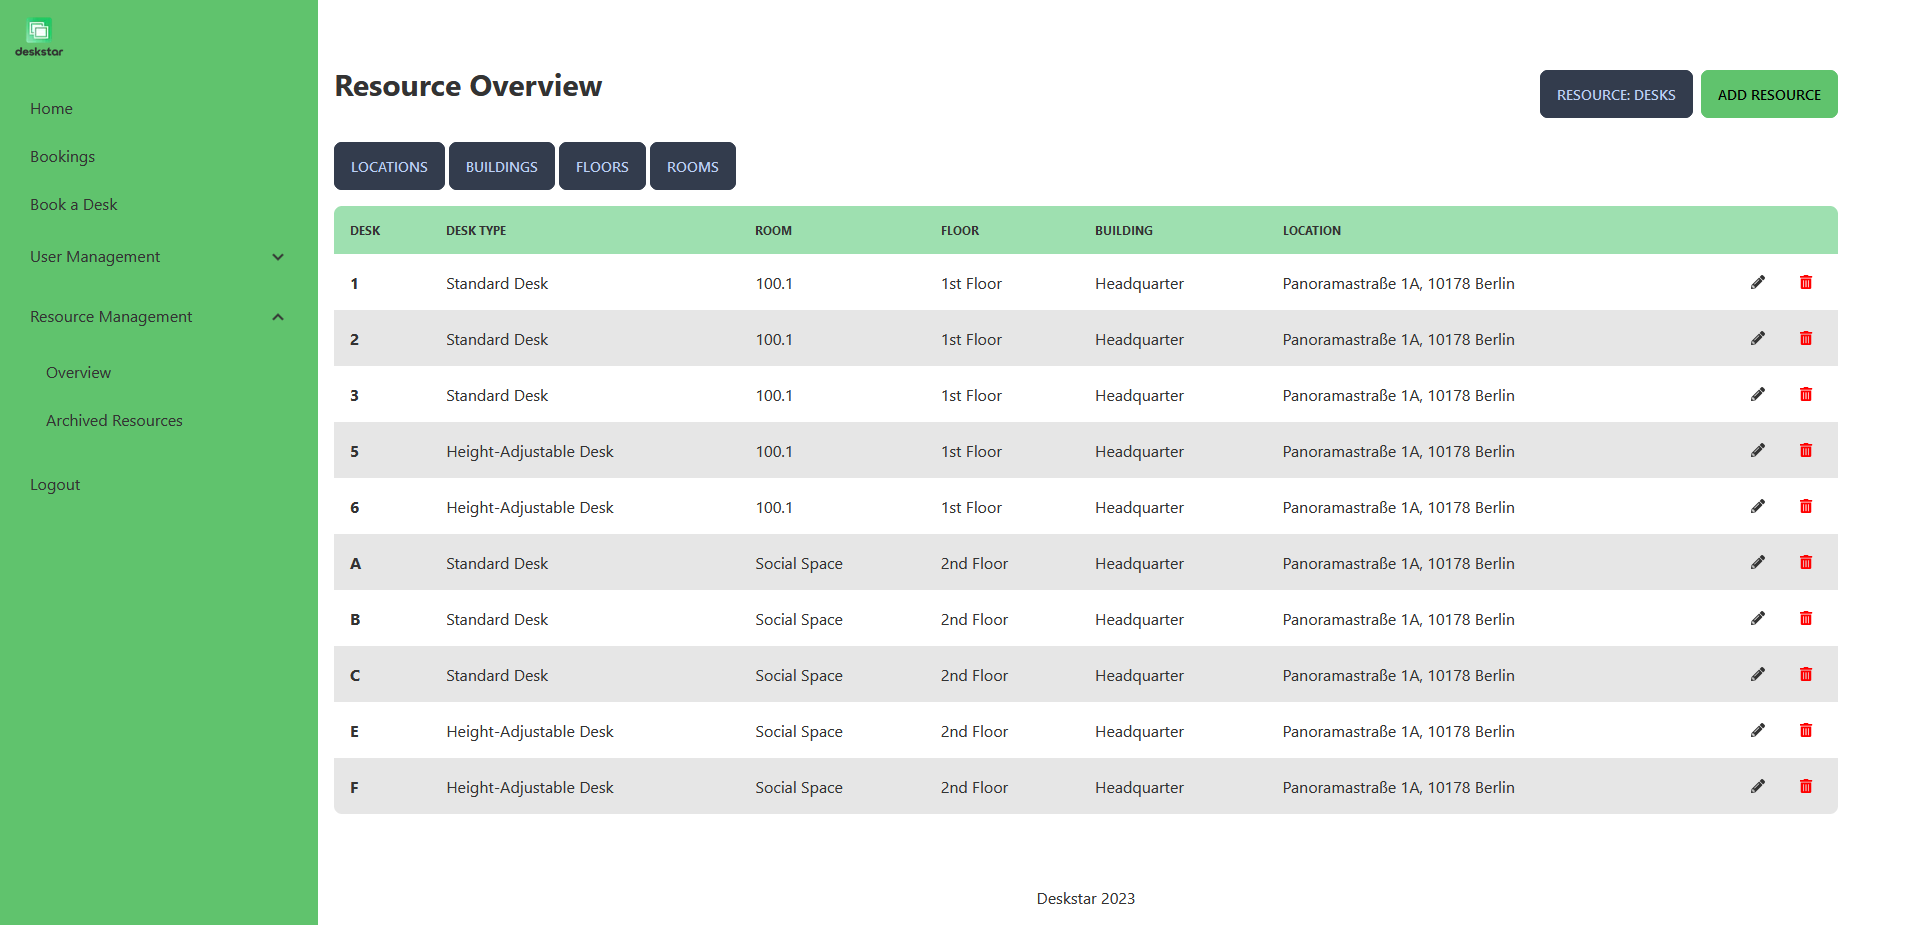 deskstar
Home
Bookings
Book a Desk
User Management
Resource Management
Overview
Archived Resources
Logout
Resource Overview
RESOURCE: DESKS ADD RESOURCE
LOCATIONS BUILDINGS FLOORS ROOMS
DESK DESK TYPE ROOM FLOOR BUILDING LOCATION
1 Standard Desk 100.1 1st Floor Headquarter Panoramastraße 1A, 10178 Berlin
2 Standard Desk 100.1 1st Floor Headquarter Panoramastraße 1A, 10178 Berlin
3 Standard Desk 100.1 1st Floor Headquarter Panoramastraße 1A, 10178 Berlin
5 Height-Adjustable Desk 100.1 1st Floor Headquarter Panoramastraße 1A, 10178 Berlin
6 Height-Adjustable Desk 100.1 1st Floor Headquarter Panoramastraße 1A, 10178 Berlin
A Standard Desk Social Space 2nd Floor Headquarter Panoramastraße 1A, 10178 Berlin
B Standard Desk Social Space 2nd Floor Headquarter Panoramastraße 1A, 10178 Berlin
C Standard Desk Social Space 2nd Floor Headquarter Panoramastraße 1A, 10178 Berlin
E Height-Adjustable Desk Social Space 2nd Floor Headquarter Panoramastraße 1A, 10178 Berlin
F Height-Adjustable Desk Social Space 2nd Floor Headquarter Panoramastraße 1A, 10178 Berlin
Deskstar 2023